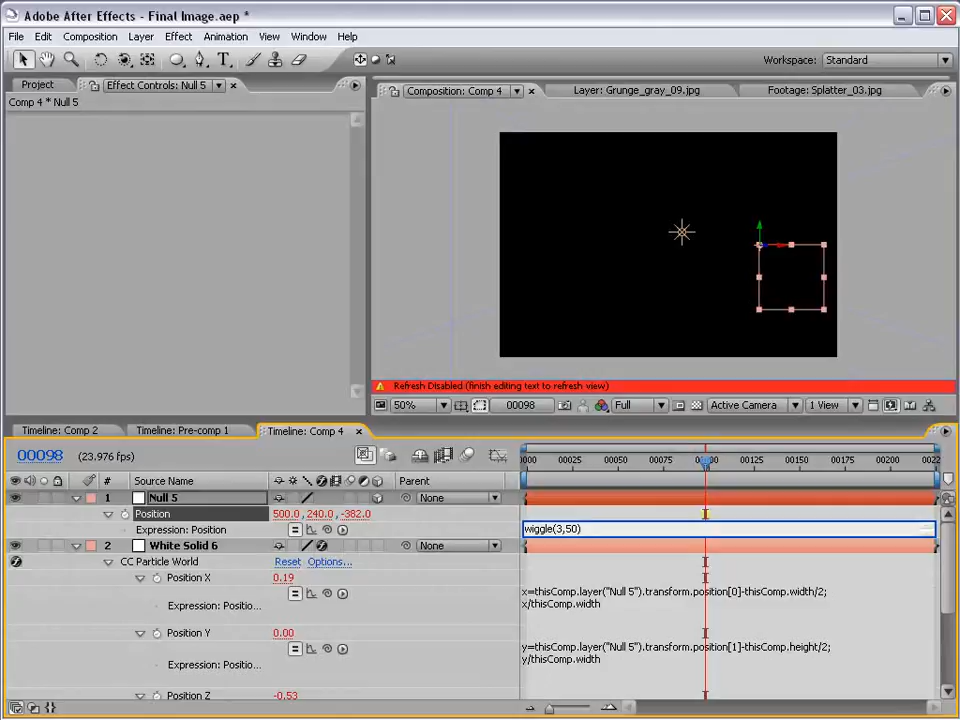 Adobe After Effects - Final Image.aep *
File Edit Composition Layer Effect Animation View Window Help
Workspace: Standard
Project Effect Controls: Null 5 Composition: Comp 4 Layer: Grunge_gray_09.jpg Footage: Splatter_03.jpg
Comp 4 * Null 5
Refresh Disabled (finish editing text to refresh view)
50% 00098 Full Active Camera 1 View
Timeline: Comp 2 Timeline: Pre-comp 1 Timeline: Comp 4
00098 (23.976 fps)
0000 00025 00050 00075 00100 00125 00150 00175 00200 0022
# Source Name Parent
1 Null 5 None
Position 500.0, 240.0, -382.0
Expression: Position wiggle(3,50)
2 White Solid 6 None
CC Particle World Reset Options...
Position X 0.19
x=thisComp.layer("Null 5").transform.position[0]-thisComp.width/2;
Expression: Positio... x/thisComp.width
Position Y 0.00
y=thisComp.layer("Null 5").transform.position[1]-thisComp.height/2;
Expression: Positio... y/thisComp.width
Position Z -0.53